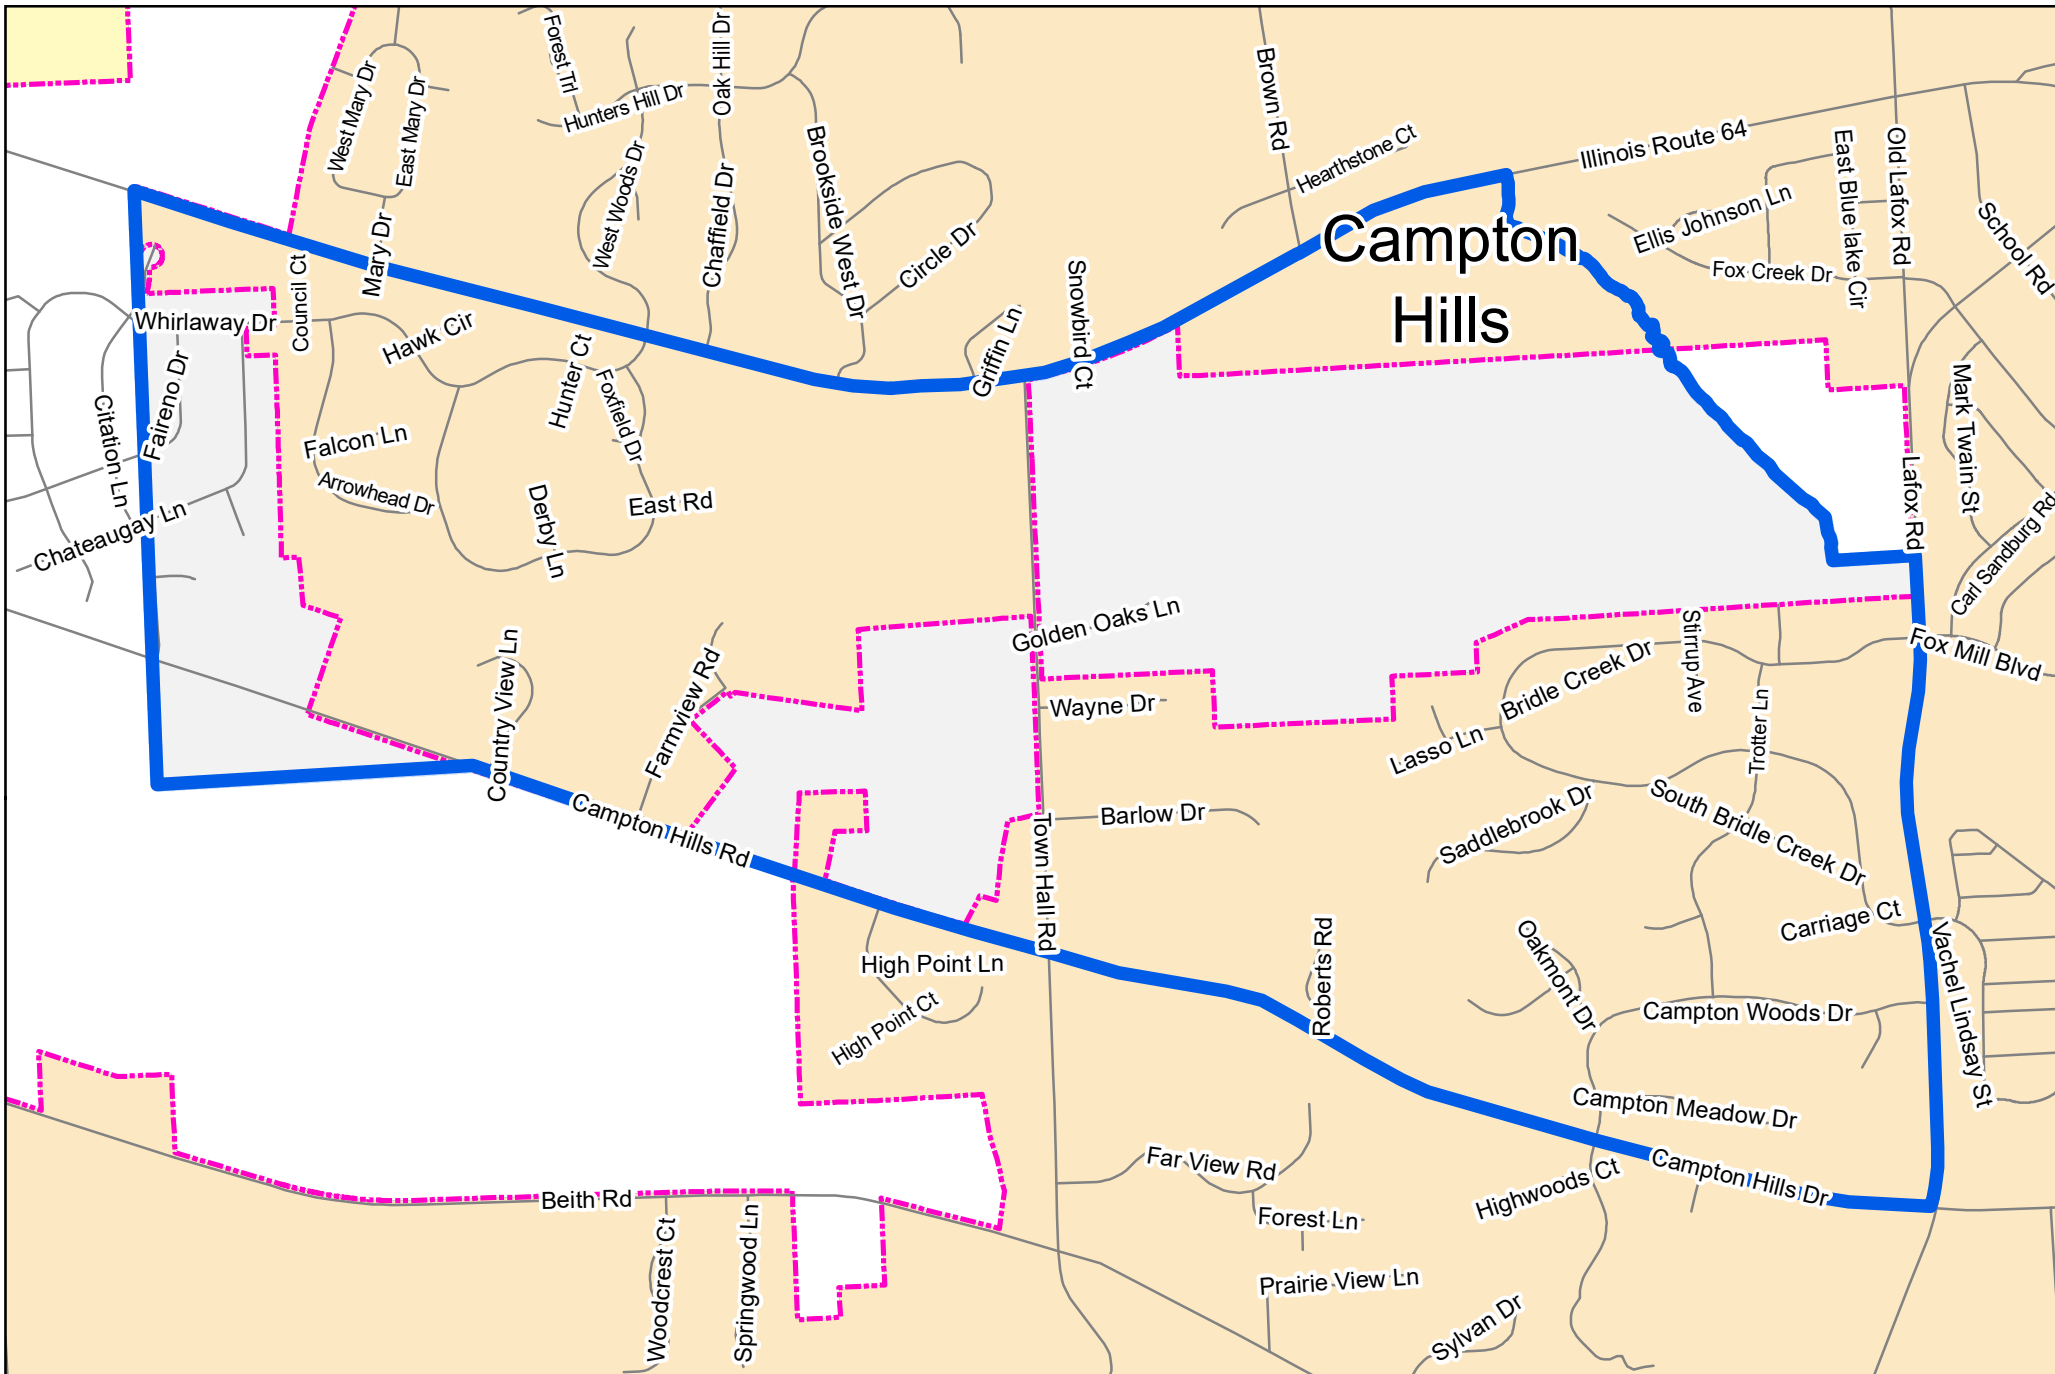 Forest Trl
Oak Hill Dr
West Mary Dr
East Mary Dr
Hunters Hill Dr
Brown Rd
Hearthstone Ct
Illinois Route 64
East Blue lake Cir
Old Lafox Rd
School Rd
West Woods Dr
Chaffield Dr
Brookside West Dr
Circle Dr
Ellis Johnson Ln
Fox Creek Dr
Mary Dr
Council Ct
Campton
Hills
Snowbird Ct
Griffin Ln
Whirlaway Dr
Hawk Cir
Hunter Ct
Foxfield Dr
Faireno Dr
Citation Ln
Falcon Ln
Arrowhead Dr
Derby Ln
East Rd
Chateaugay Ln
Mark Twain St
Lafox Rd
Carl Sandburg Rd
Golden Oaks Ln
Stirrup Ave
Fox Mill Blvd
Bridle Creek Dr
Country View Ln
Farmview Rd
Wayne Dr
Lasso Ln
Trotter Ln
Campton Hills Rd
Barlow Dr
Saddlebrook Dr
South Bridle Creek Dr
Town Hall Rd
Carriage Ct
High Point Ln
High Point Ct
Roberts Rd
Oakmont Dr
Campton Woods Dr
Vachel Lindsay St
Campton Meadow Dr
Far View Rd
Highwoods Ct
Campton Hills Dr
Beith Rd
Forest Ln
Woodcrest Ct
Springwood Ln
Prairie View Ln
Sylvan Dr